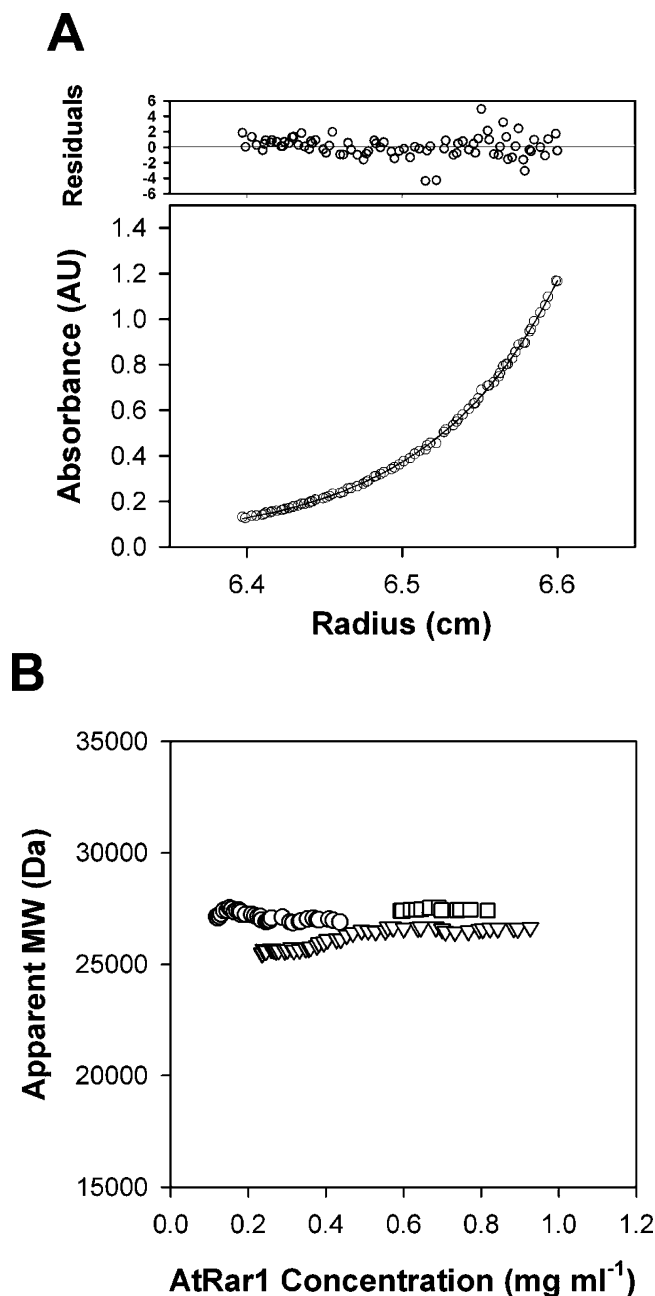 A
Residuals
6
4
2
0
-2
-4
-6
Absorbance (AU)
1.4
1.2
1.0
0.8
0.6
0.4
0.2
0.0
6.4 6.5 6.6
Radius (cm)
B
Apparent MW (Da)
35000
30000
25000
20000
15000
0.0 0.2 0.4 0.6 0.8 1.0 1.2
AtRar1 Concentration (mg ml⁻¹)